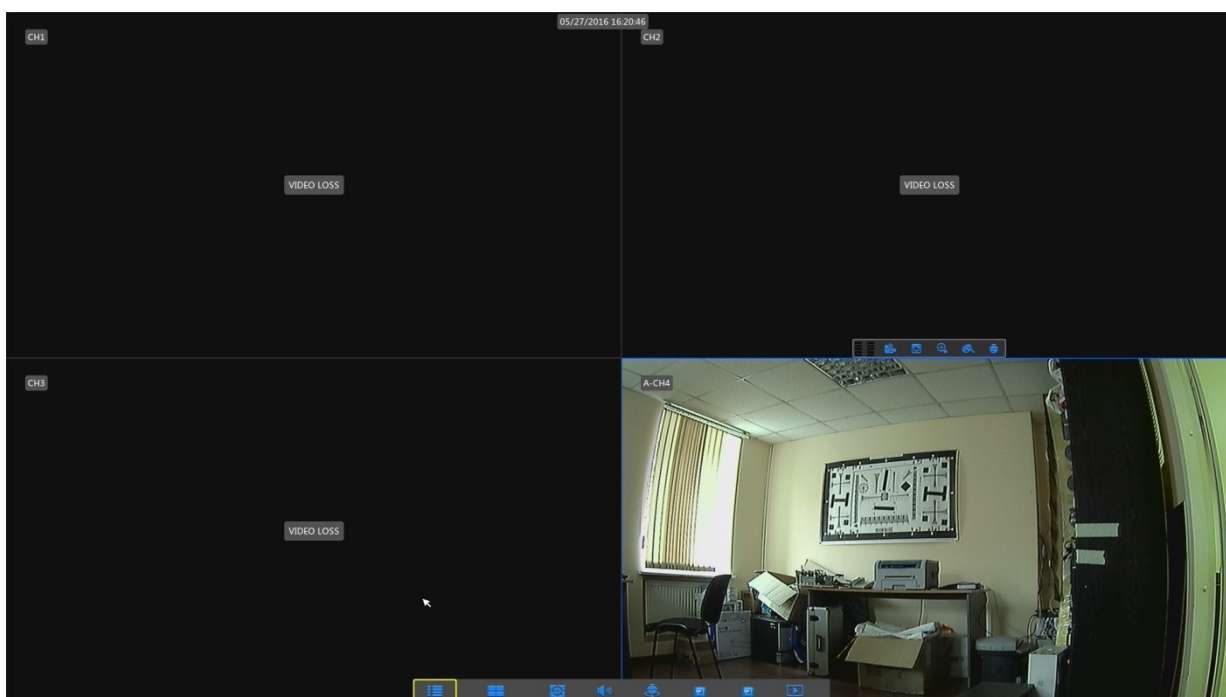 05/27/2016 16:20:46
CH1
CH2
VIDEO LOSS
VIDEO LOSS
CH3
A-CH4
VIDEO LOSS